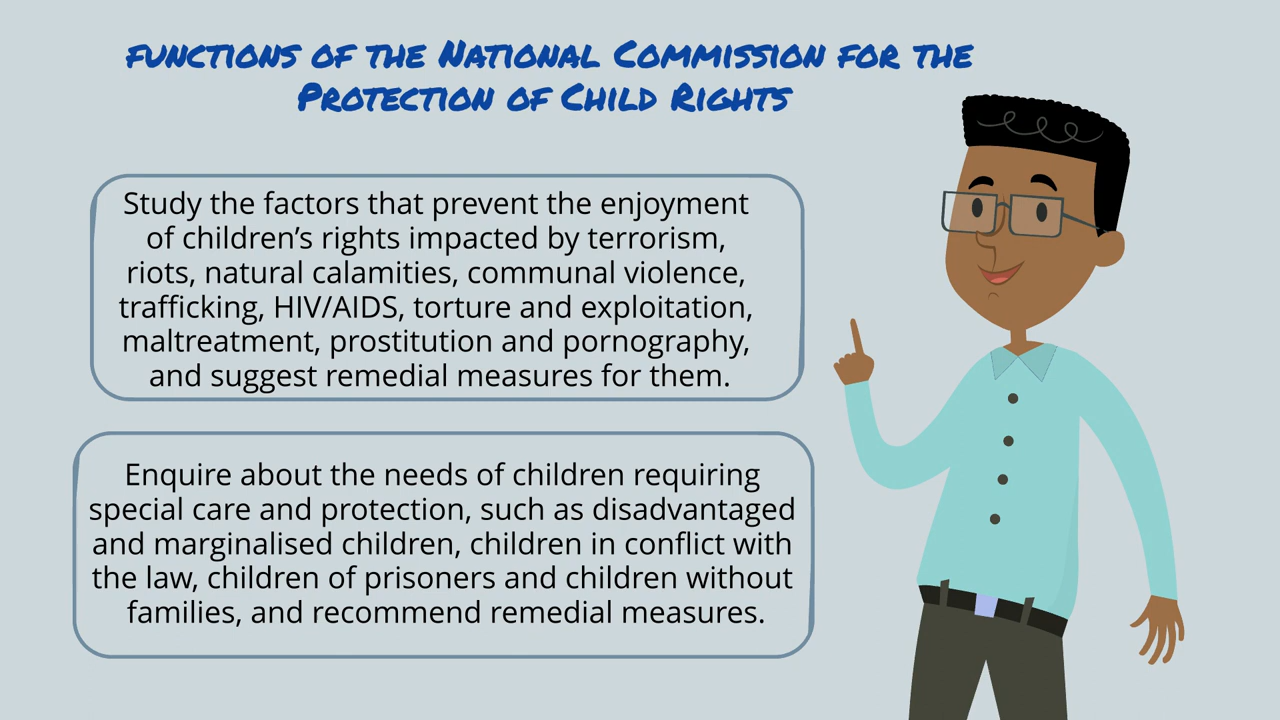 functions of the National Commission for the
Protection of Child Rights
Study the factors that prevent the enjoyment
of children’s rights impacted by terrorism,
riots, natural calamities, communal violence,
trafficking, HIV/AIDS, torture and exploitation,
maltreatment, prostitution and pornography,
and suggest remedial measures for them.
Enquire about the needs of children requiring
special care and protection, such as disadvantaged
and marginalised children, children in conflict with
the law, children of prisoners and children without
families, and recommend remedial measures.